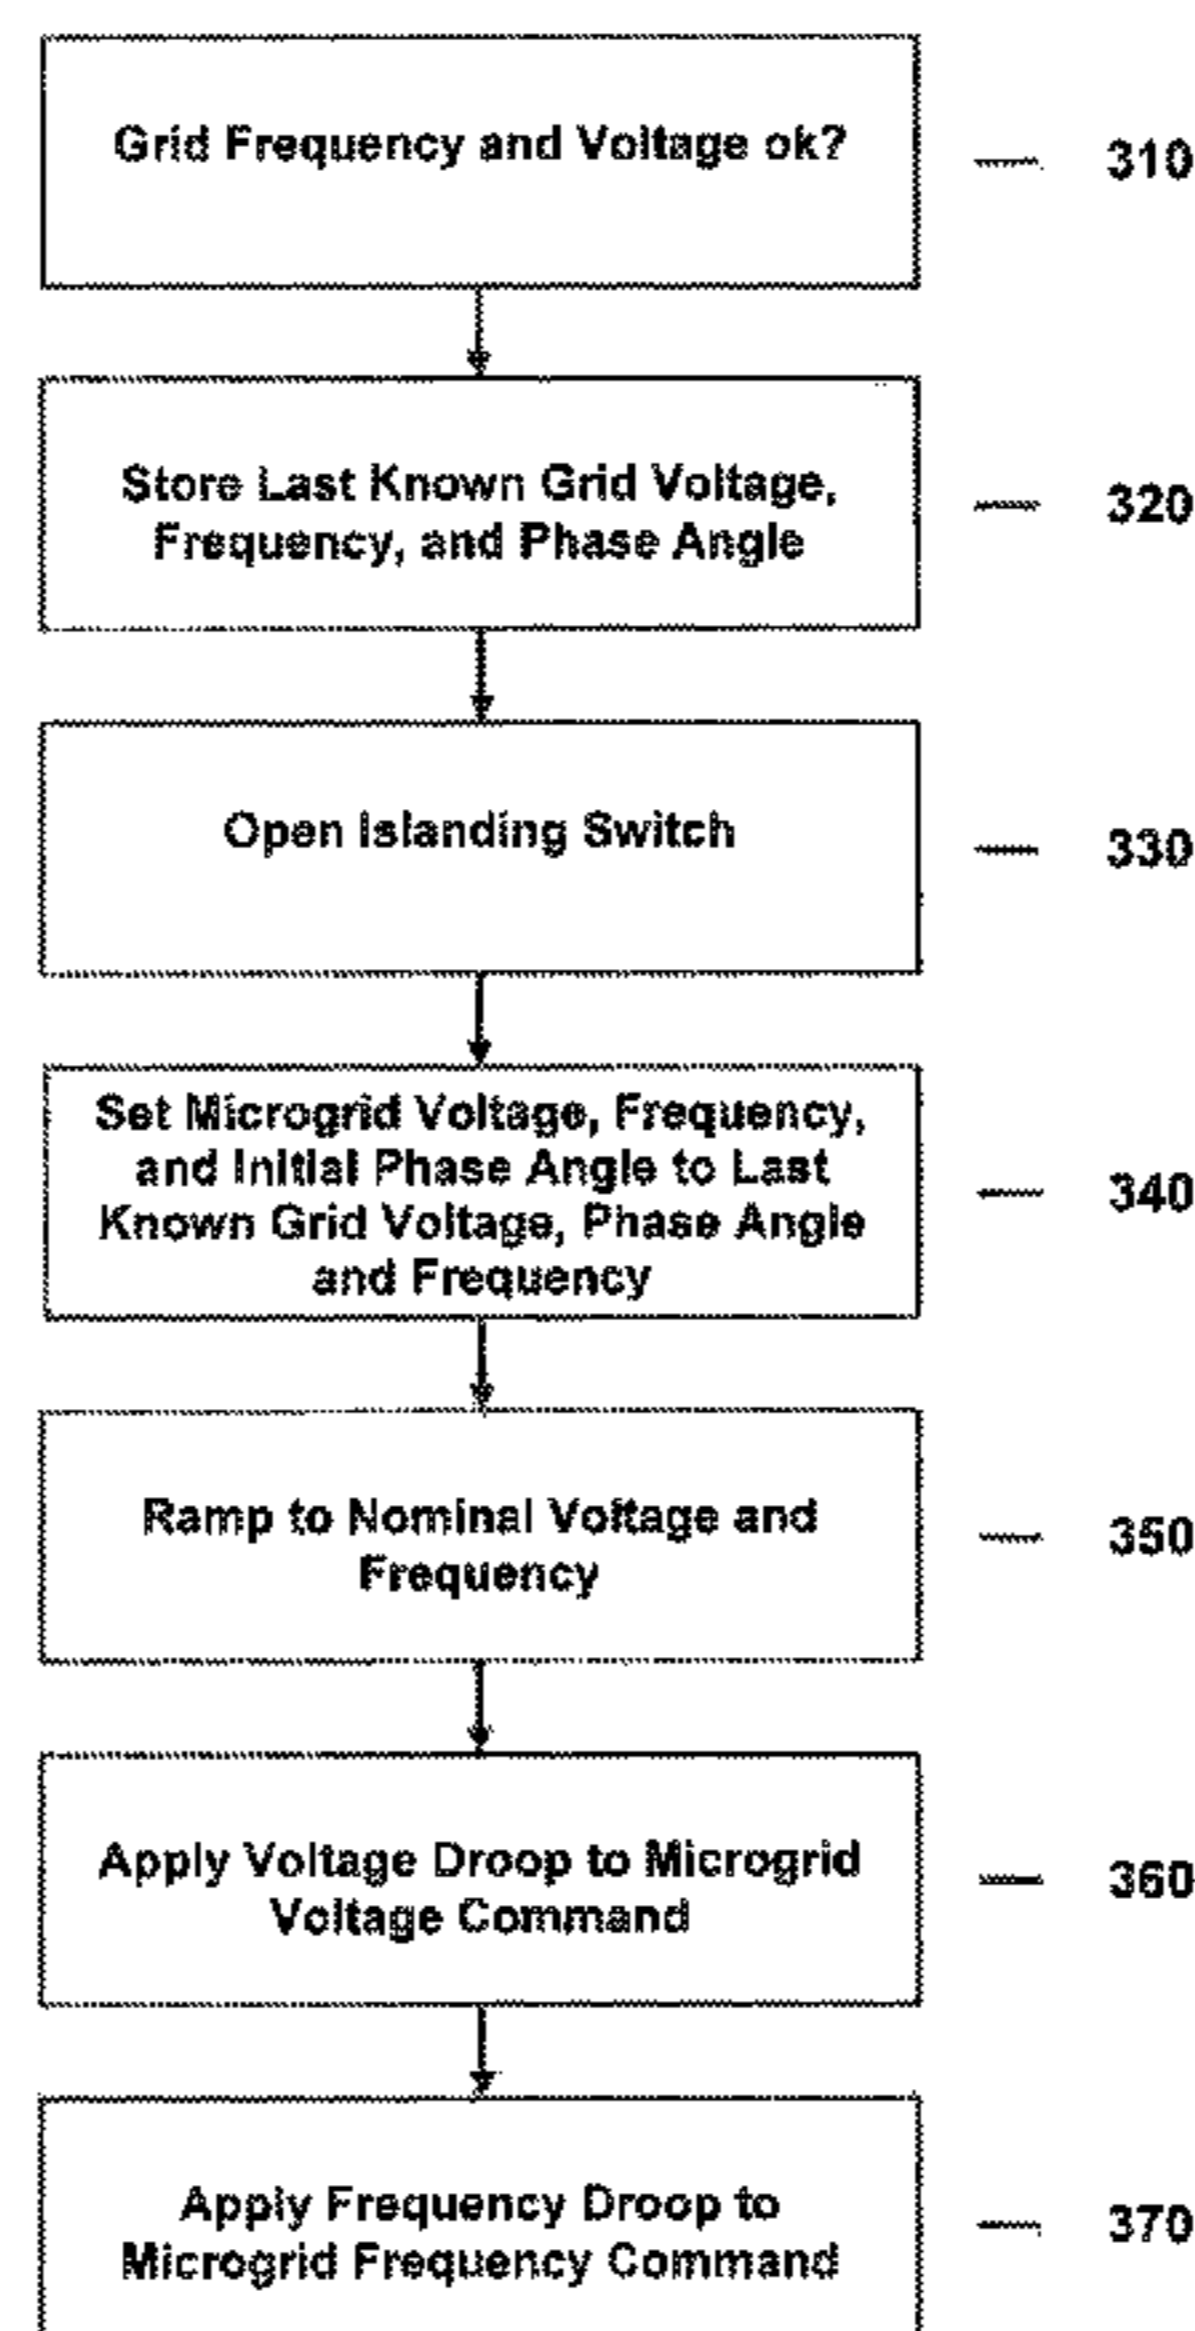 Grid Frequency and Voltage ok?
310
Store Last Known Grid Voltage,
Frequency, and Phase Angle
320
Open Islanding Switch
330
Set Microgrid Voltage, Frequency,
and Initial Phase Angle to Last
Known Grid Voltage, Phase Angle
and Frequency
340
Ramp to Nominal Voltage and
Frequency
350
Apply Voltage Droop to Microgrid
Voltage Command
360
Apply Frequency Droop to
Microgrid Frequency Command
370